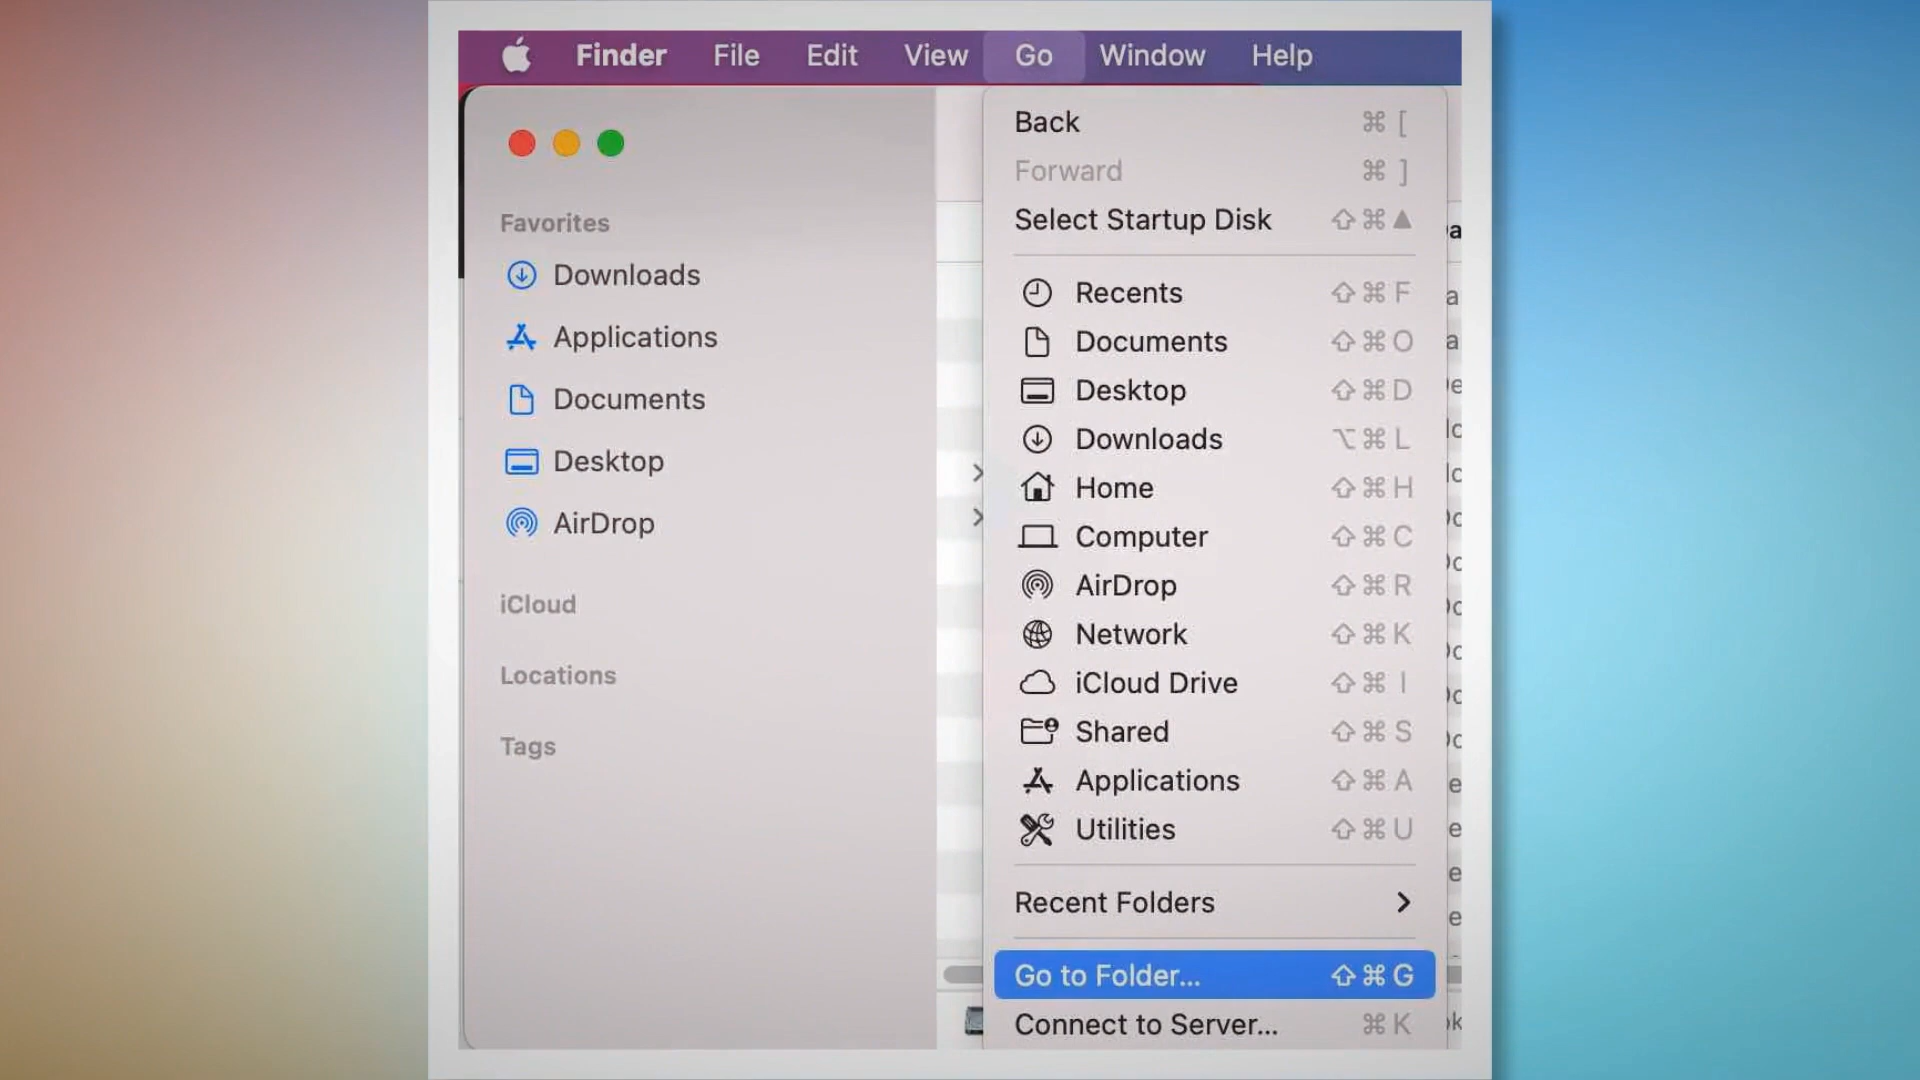 Finder File Edit View Go Window Help
Favorites
Downloads
Applications
Documents
Desktop
AirDrop
iCloud
Locations
Tags
Back ⌘ [
Forward ⌘ ]
Select Startup Disk ⇧⌘▲
Recents ⇧⌘F
Documents ⇧⌘O
Desktop ⇧⌘D
Downloads ⌥⌘L
Home ⇧⌘H
Computer ⇧⌘C
AirDrop ⇧⌘R
Network ⇧⌘K
iCloud Drive ⇧⌘I
Shared ⇧⌘S
Applications ⇧⌘A
Utilities ⇧⌘U
Recent Folders
Go to Folder... ⇧⌘G
Connect to Server... ⌘K